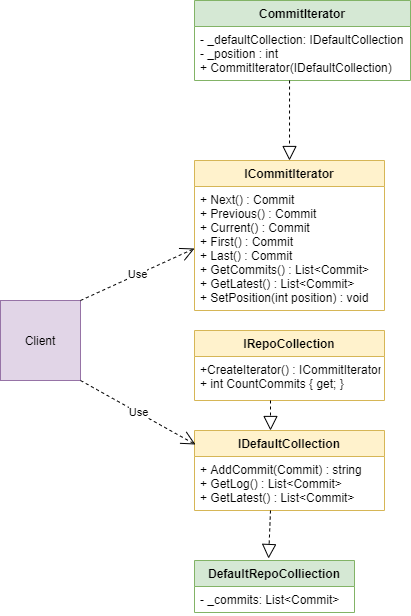 CommitIterator
- _defaultCollection: IDefaultCollection
- _position : int
+ CommitIterator(IDefaultCollection)
ICommitIterator
+ Next() : Commit
+ Previous() : Commit
+ Current() : Commit
+ First() : Commit
+ Last() : Commit
+ GetCommits() : List<Commit>
+ GetLatest() : List<Commit>
+ SetPosition(int position) : void
Use
Client
IRepoCollection
+CreateIterator() : ICommitIterator
+ int CountCommits { get; }
Use
IDefaultCollection
+ AddCommit(Commit) : string
+ GetLog() : List<Commit>
+ GetLatest() : List<Commit>
DefaultRepoColliection
- _commits: List<Commit>